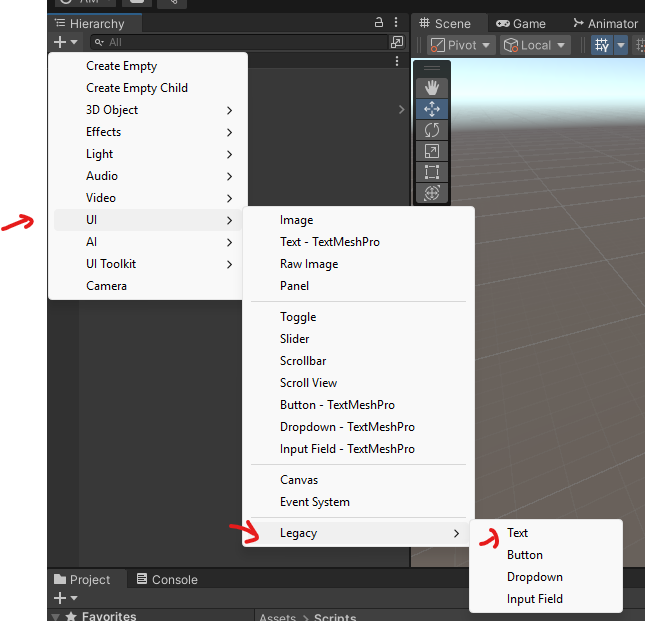 AM
Hierarchy
Scene
Game
Animator
All
Pivot
Local
Create Empty
Create Empty Child
3D Object
Effects
Light
Audio
Video
UI
AI
UI Toolkit
Camera
Image
Text - TextMeshPro
Raw Image
Panel
Toggle
Slider
Scrollbar
Scroll View
Button - TextMeshPro
Dropdown - TextMeshPro
Input Field - TextMeshPro
Canvas
Event System
Legacy
Text
Button
Dropdown
Input Field
Project
Console
Favorites
Assets > Scripts